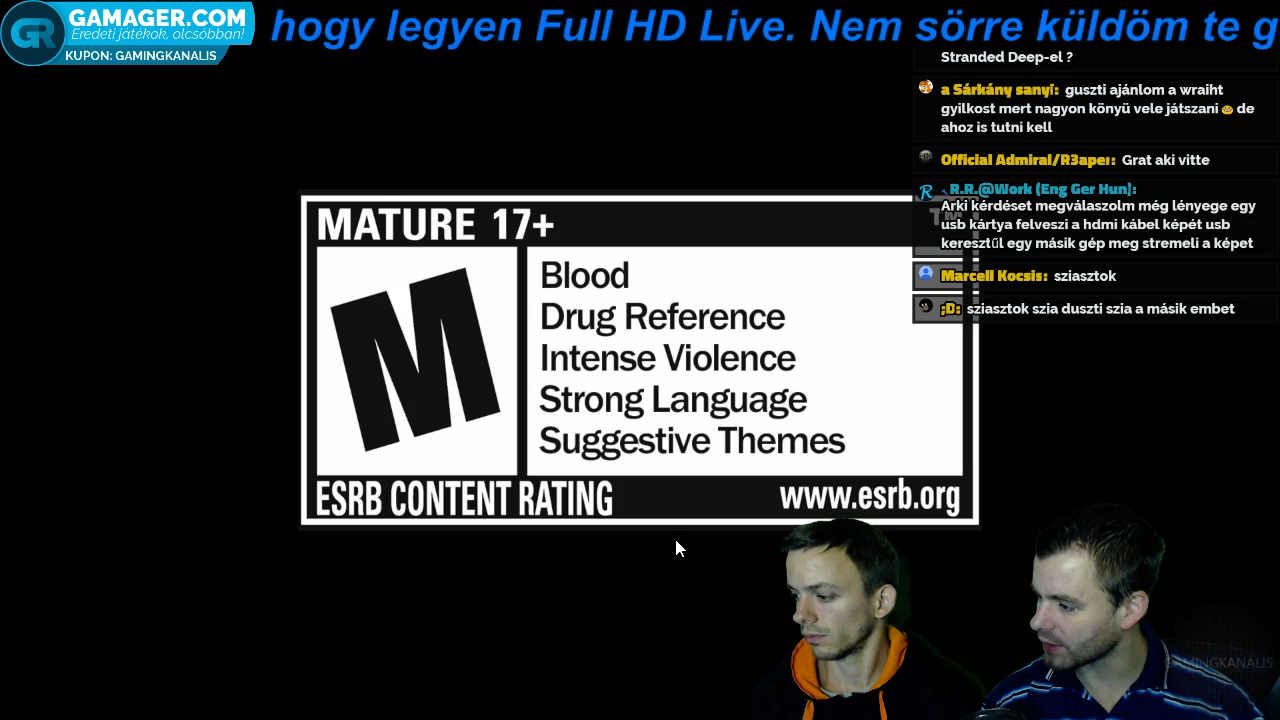 GAMAGER.COM
Eredeti játékok, olcsóbban!
KUPON: GAMINGKANALIS
hogy legyen Full HD Live. Nem sörre küldöm te g
Stranded Deep-el ?
a Sárkány sanyi: guszti ajánlom a wraiht
gyilkost mert nagyon könyü vele játszani de
ahoz is tutni kell
Official Admiral/R3aper: Grat aki vitte
R.R.@Work (Eng Ger Hun):
Arki kérdéset megválaszolm még lényege egy
usb kártya felveszi a hdmi kábel képét usb
keresztűl egy másik gép meg stremeli a képet
Marcell Kocsis: sziasztok
;D: sziasztok szia duszti szia a másik embet
MATURE 17+
TM
M
Blood
Drug Reference
Intense Violence
Strong Language
Suggestive Themes
ESRB CONTENT RATING
www.esrb.org
GAMINGKANALIS